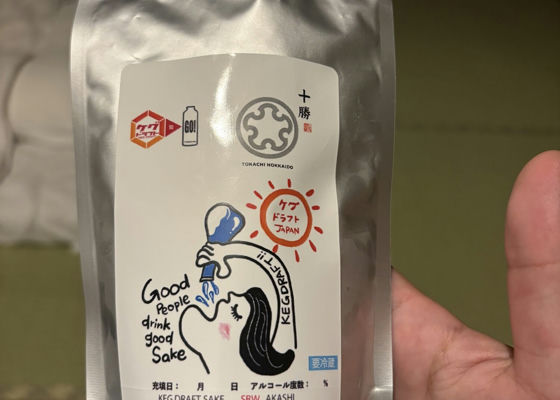 ケグ
GO!
十勝
TOKACHI HOKKAIDO
ケグ
ドラフト
JAPAN
KEGDRAFT!!
Good
People
drink
good
Sake
要冷蔵
充填日： 月 日 アルコール度数： %
KEG DRAFT SAKE SBW AKASHI